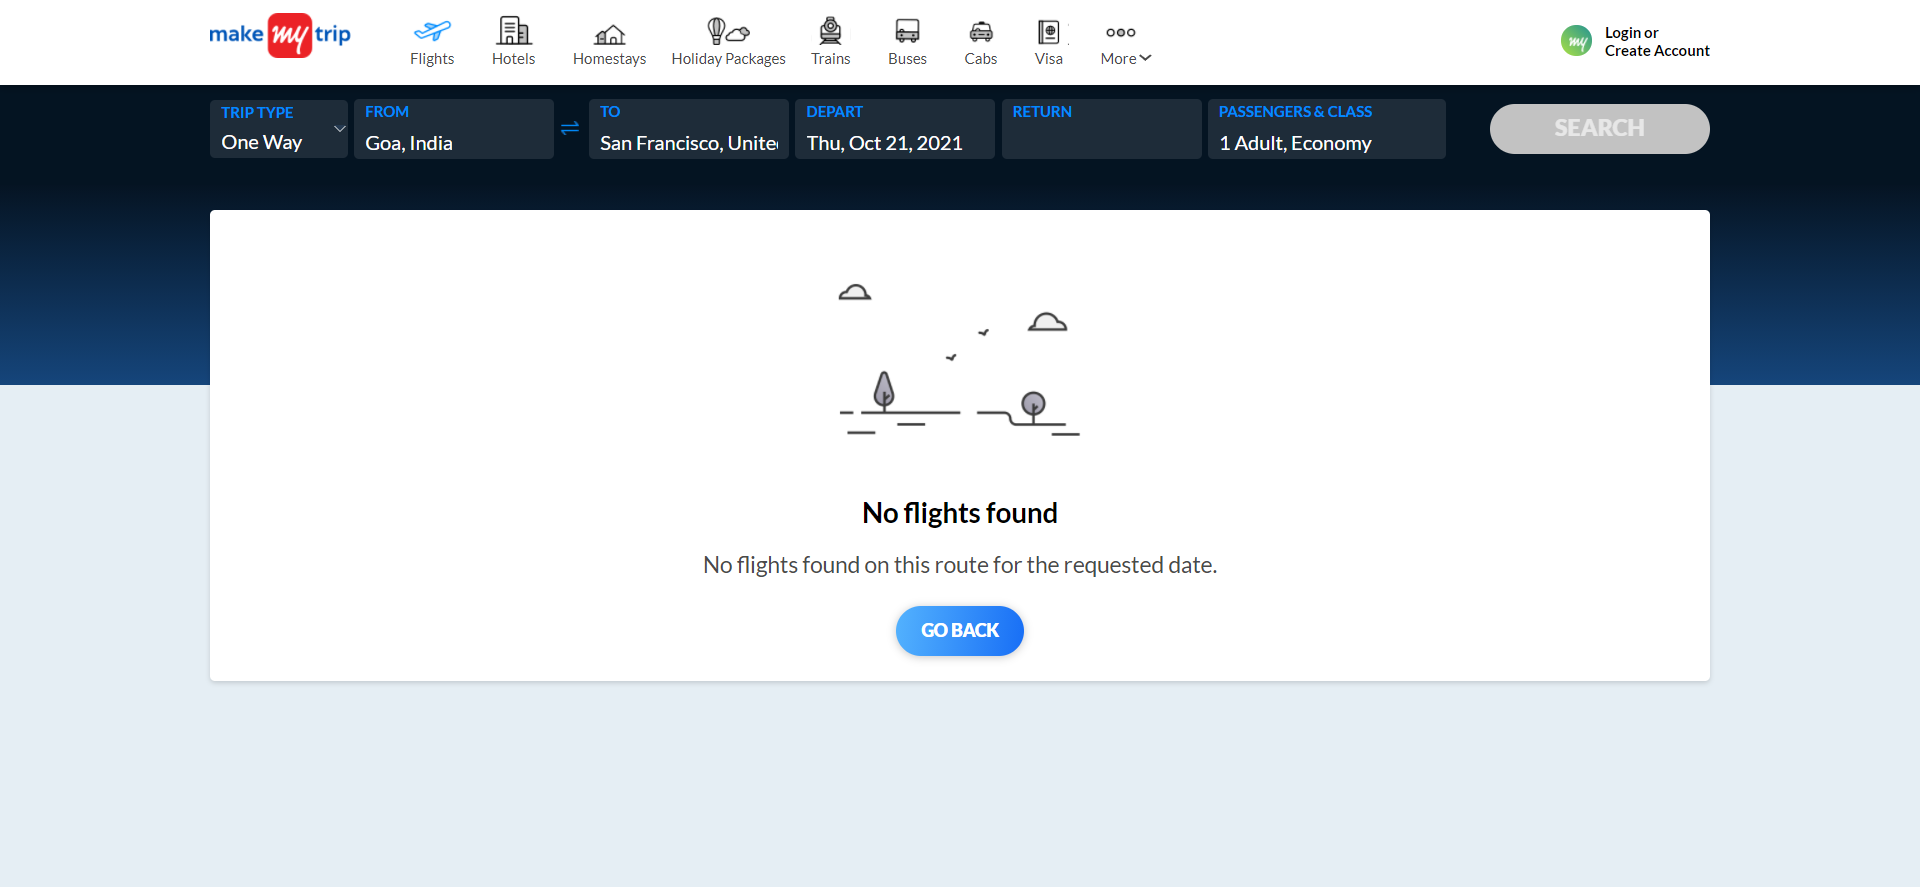 make my trip
Flights
Hotels
Homestays
Holiday Packages
Trains
Buses
Cabs
Visa
More
my
Login or
Create Account
TRIP TYPE
One Way
FROM
Goa, India
TO
San Francisco, Unite
DEPART
Thu, Oct 21, 2021
RETURN
PASSENGERS & CLASS
1 Adult, Economy
SEARCH
No flights found
No flights found on this route for the requested date.
GO BACK